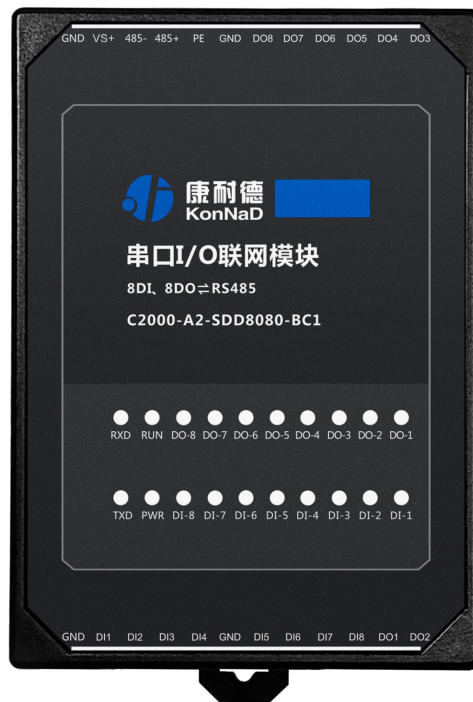 GND VS+ 485- 485+ PE GND DO8 DO7 DO6 DO5 DO4 DO3
康耐德
KonNaD
串口I/O联网模块
8DI、8DO⇌RS485
C2000-A2-SDD8080-BC1
RXD RUN DO-8 DO-7 DO-6 DO-5 DO-4 DO-3 DO-2 DO-1
TXD PWR DI-8 DI-7 DI-6 DI-5 DI-4 DI-3 DI-2 DI-1
GND DI1 DI2 DI3 DI4 GND DI5 DI6 DI7 DI8 DO1 DO2